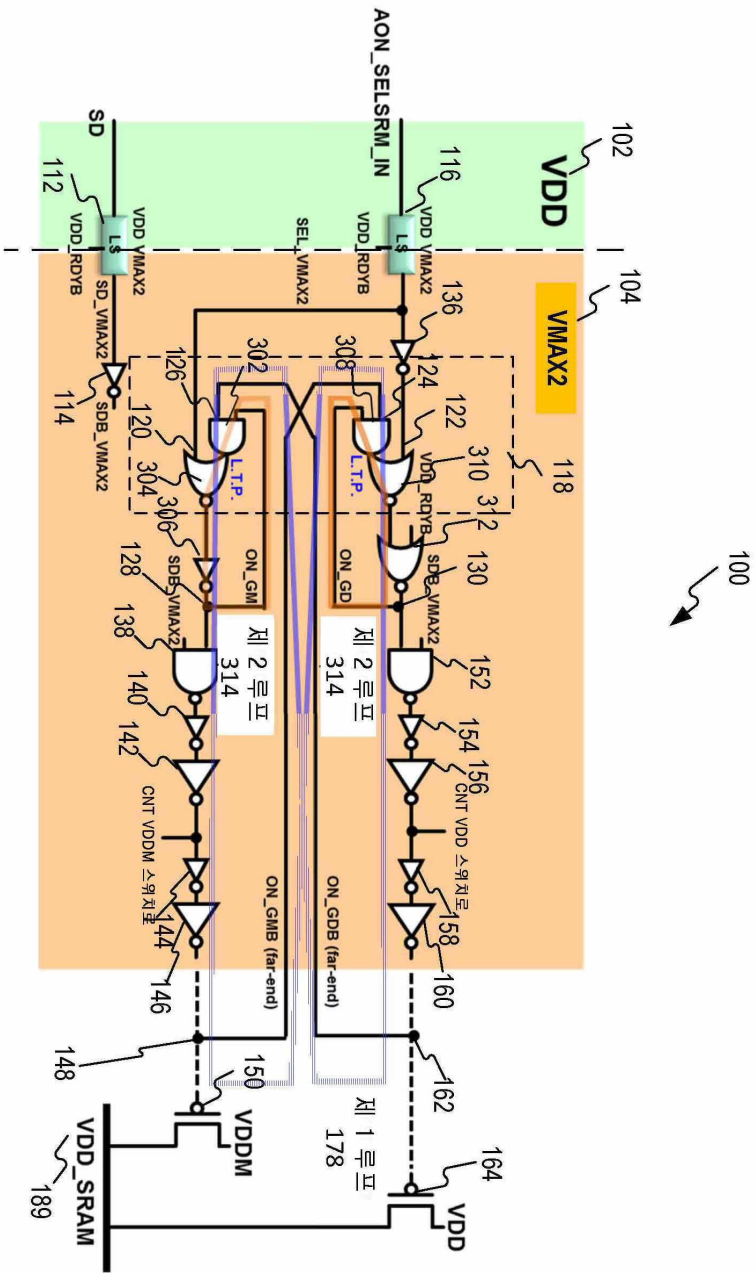 100
102
VDD
104
VMAX2
AON_SELSRM_IN
116
VDD_VMAX2
LS
VDD_RDYB
SEL_VMAX2
136
308
124
122
VDD_RDYB
310
118
312
L.T.P.
ON_GD
130
SDB_VMAX2
152
154
156
CNT VDD 스위치로
158
160
ON_GDB (far-end)
162
164
VDD
제 2 루프
314
제 1 루프
178
302
126
L.T.P.
120
304
306
128
ON_GM
SDB_VMAX2
138
제 2 루프
314
140
142
CNT VDDM 스위치로
144
146
ON_GMB (far-end)
148
150
VDDM
VDD_SRAM
189
SD
112
VDD_VMAX2
LS
VDD_RDYB
SD_VMAX2
114
SDB_VMAX2